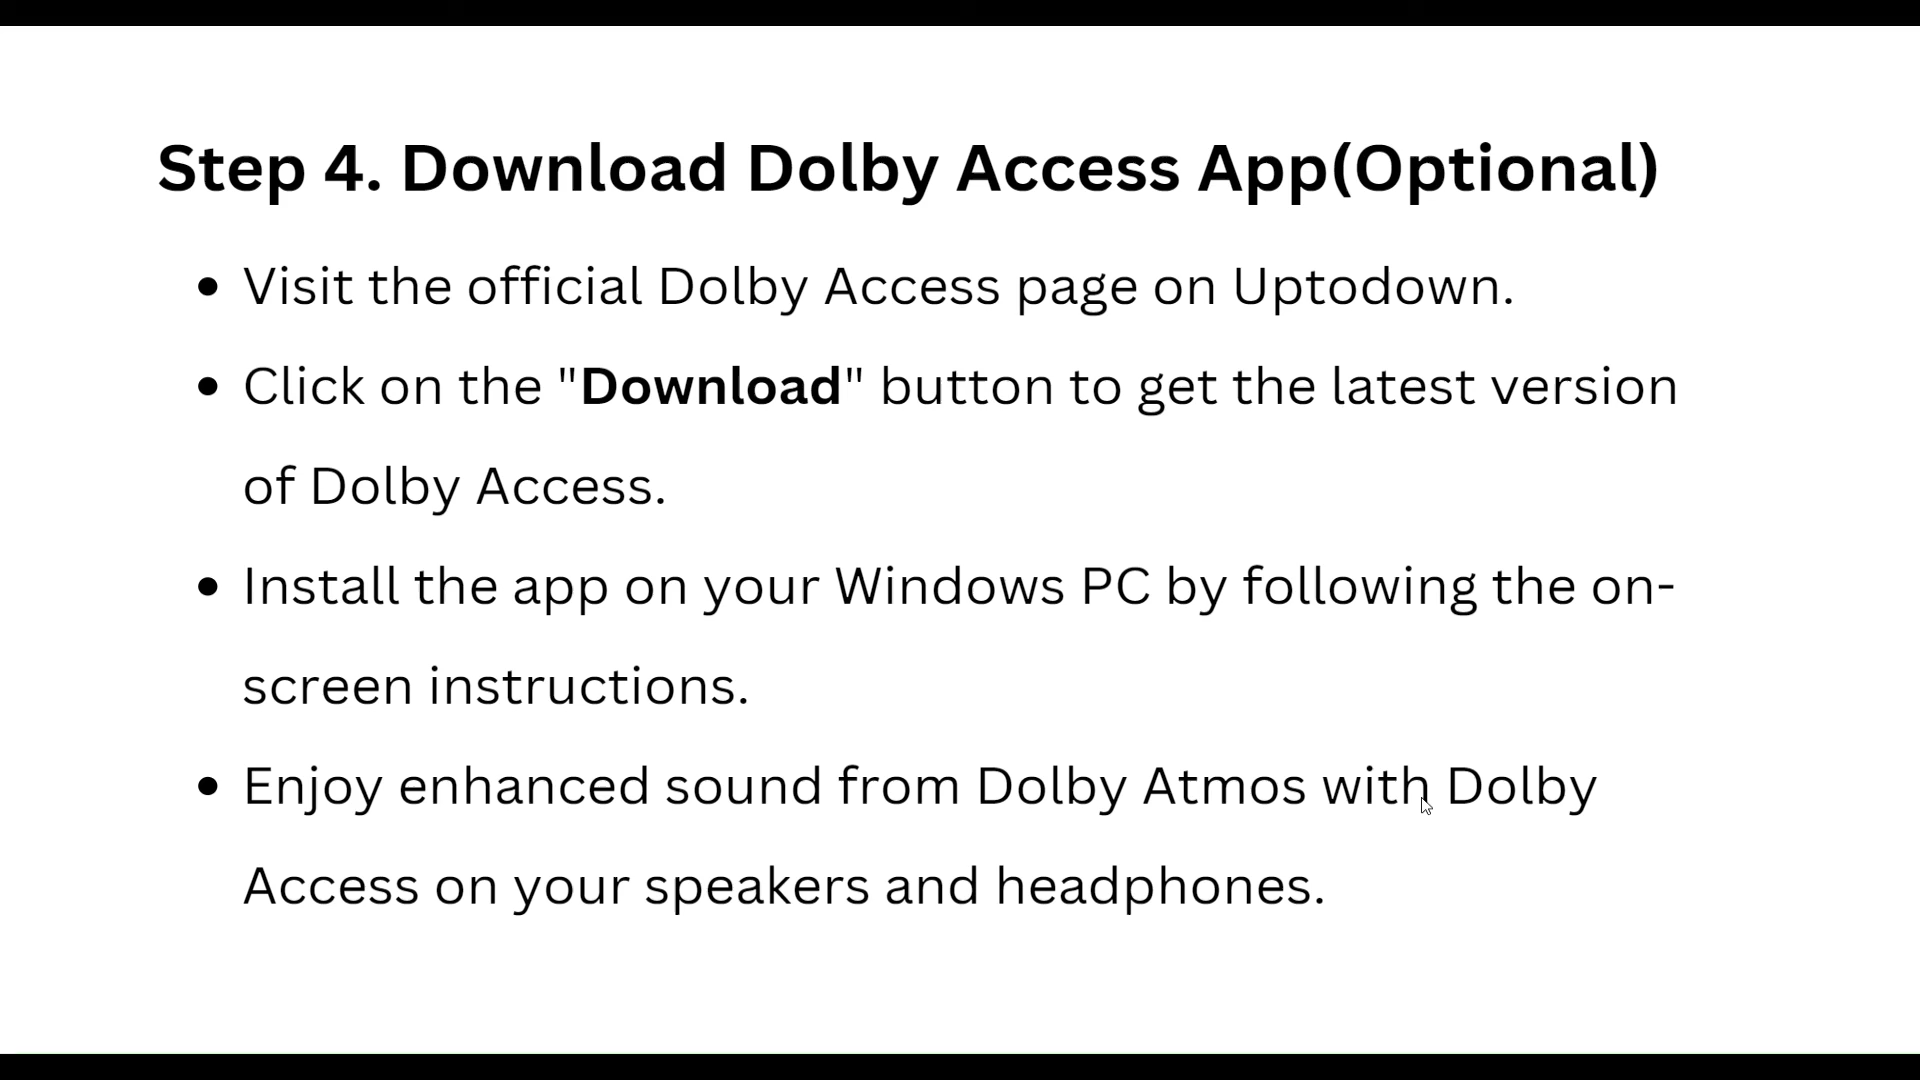 Step 4. Download Dolby Access App(Optional)
• Visit the official Dolby Access page on Uptodown.
• Click on the "Download" button to get the latest version
of Dolby Access.
• Install the app on your Windows PC by following the on-
screen instructions.
• Enjoy enhanced sound from Dolby Atmos with Dolby
Access on your speakers and headphones.